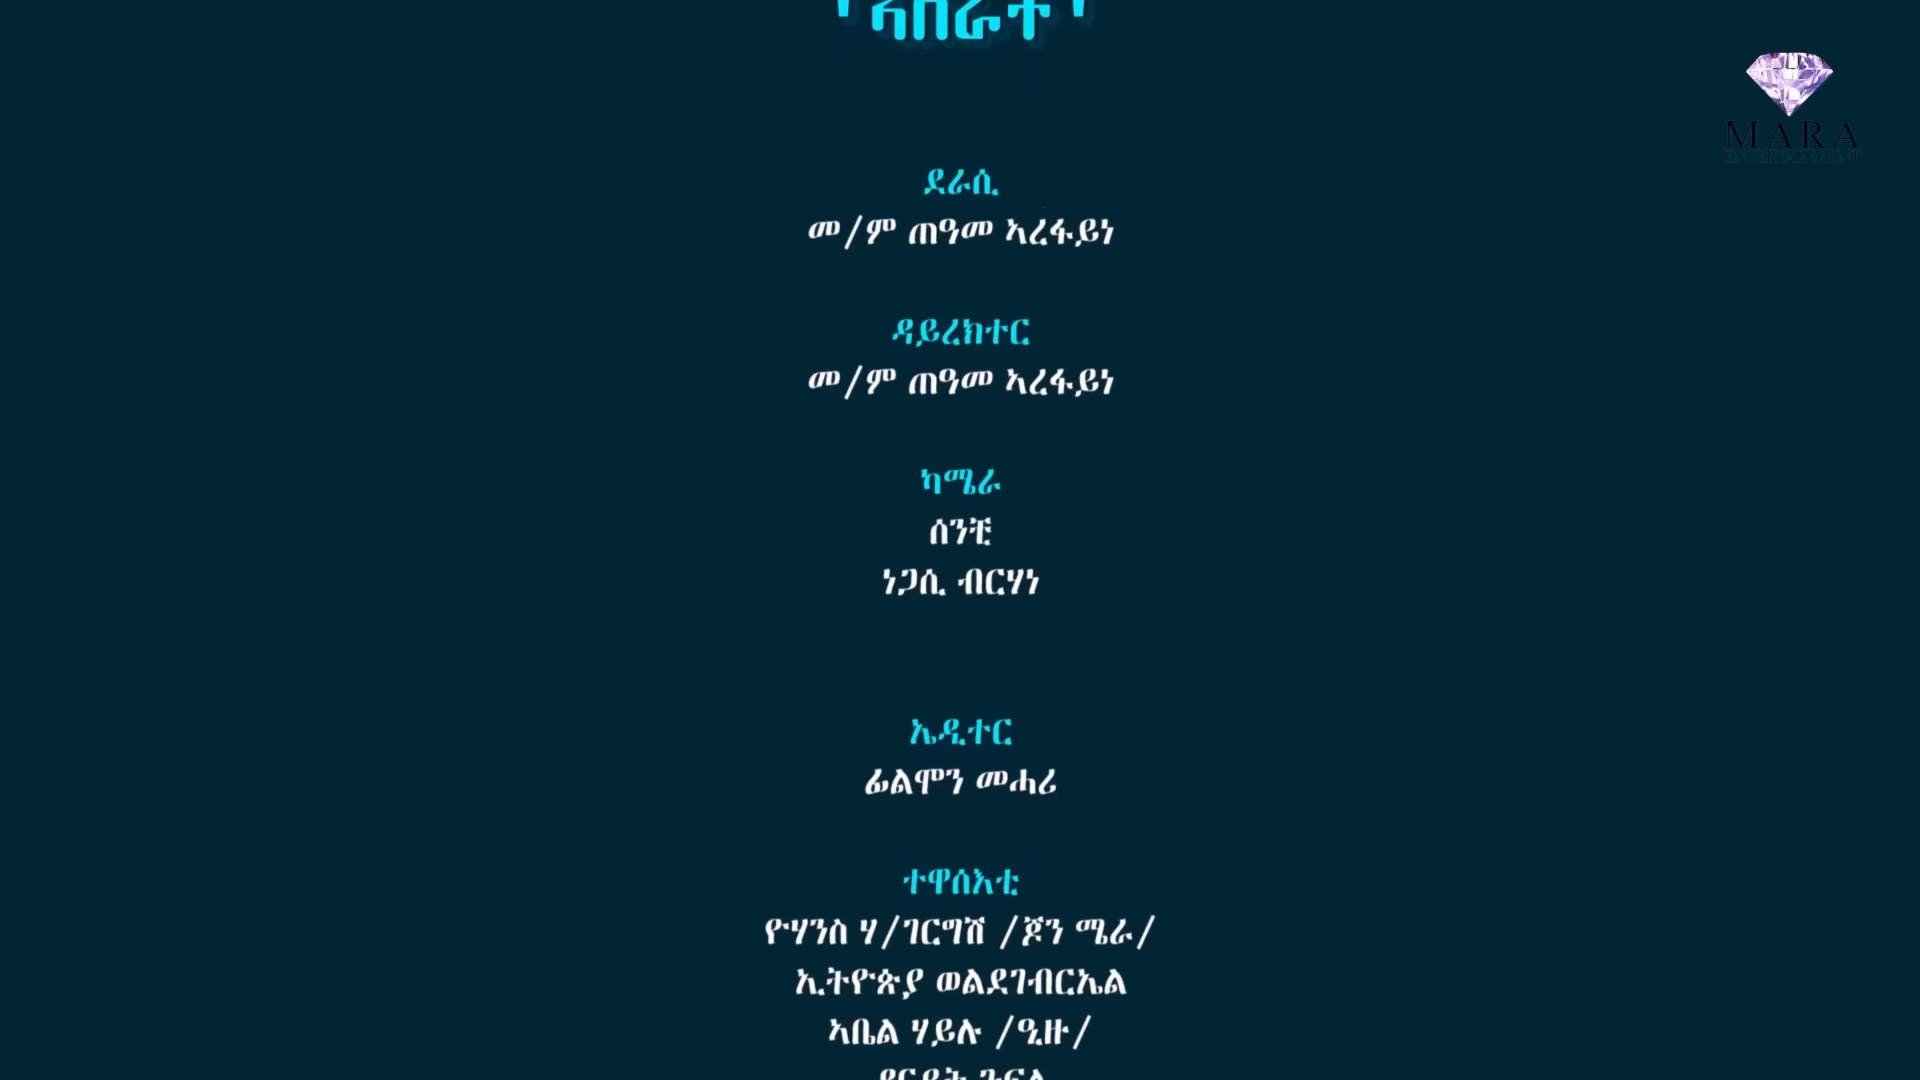 ደራሲ
መ/ም ጠዓመ ኣረፋይነ
ዳይረክተር
መ/ም ጠዓመ ኣረፋይነ
ካሜራ
ሰንቺ
ነጋሲ ብርሃነ
ኤዲተር
ፊልሞን መሓሪ
ተዋሰእቲ
ዮሃንስ ሃ/ገርግሽ /ጆን ሜራ/
ኢትዮጵያ ወልደገብርኤል
ኣቤል ሃይሉ /ዒዙ/
MARA
ENTERTAINMENT